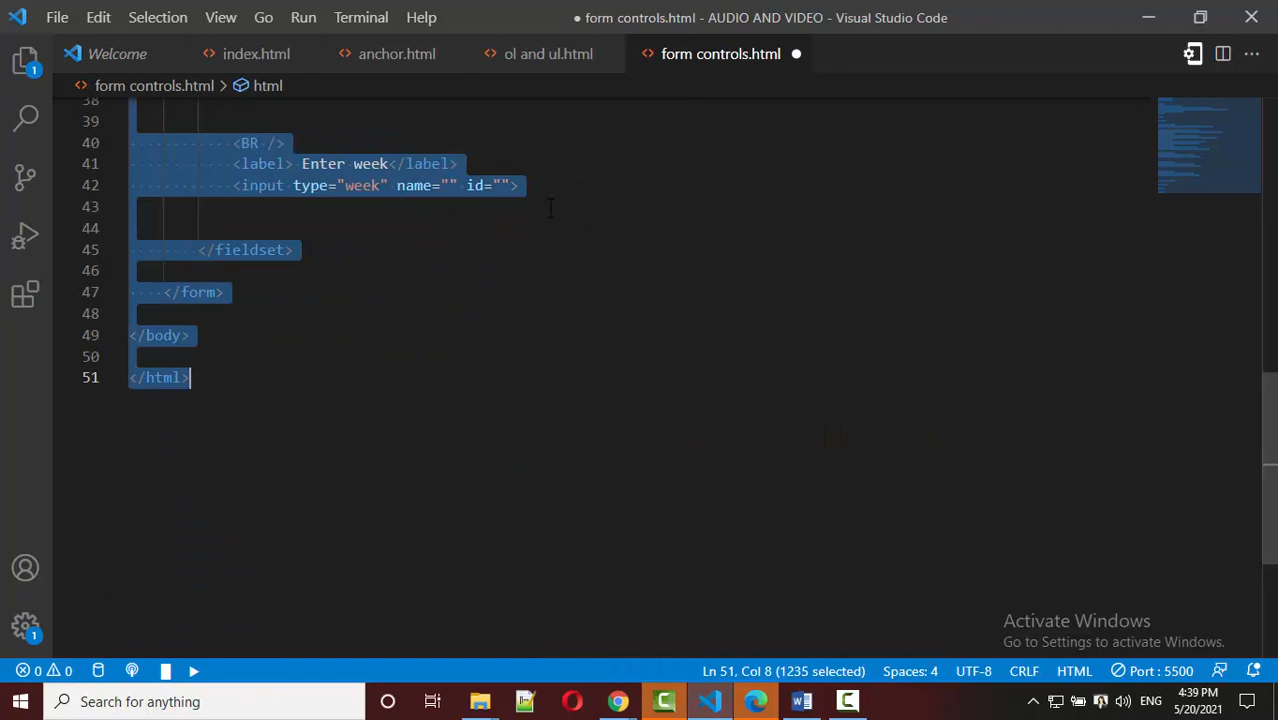 File Edit Selection View Go Run Terminal Help ● form controls.html - AUDIO AND VIDEO - Visual Studio Code
Welcome index.html anchor.html ol and ul.html form controls.html
form controls.html > html
38
39
40 <BR />
41 <label> Enter week</label>
42 <input type="week" name="" id="">
43
44
45 </fieldset>
46
47 </form>
48
49 </body>
50
51 </html>
1
1
Activate Windows
Go to Settings to activate Windows.
0 0 Ln 51, Col 8 (1235 selected) Spaces: 4 UTF-8 CRLF HTML Port : 5500
Search for anything ENG 4:39 PM
5/20/2021